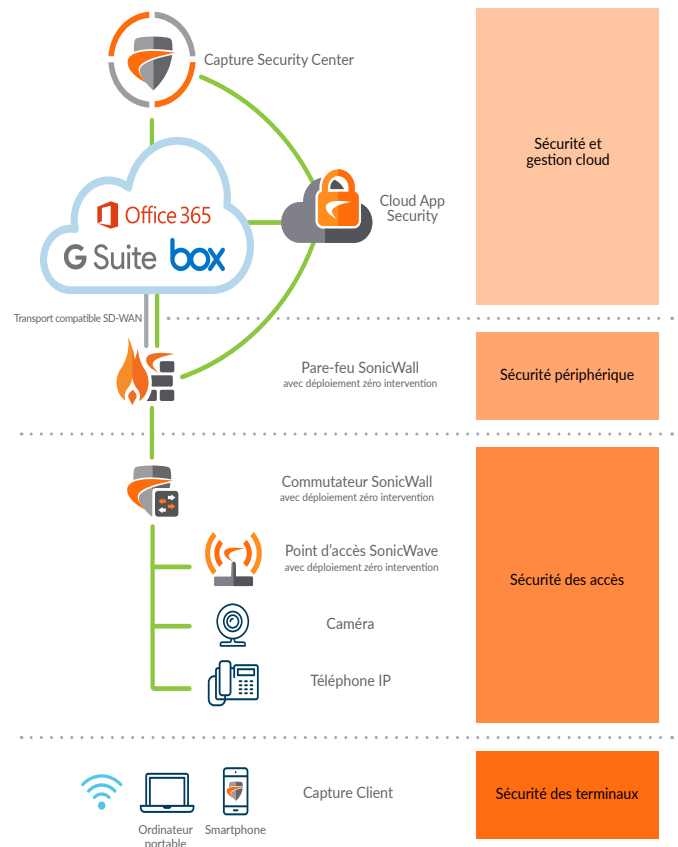 Capture Security Center
Sécurité et
gestion cloud
Office 365
G Suite box
Cloud App
Security
Transport compatible SD-WAN
Pare-feu SonicWall
avec déploiement zéro intervention
Sécurité périphérique
Commutateur SonicWall
avec déploiement zéro intervention
Point d'accès SonicWave
avec déploiement zéro intervention
Sécurité des accès
Caméra
Téléphone IP
Capture Client
Sécurité des terminaux
Ordinateur
portable
Smartphone